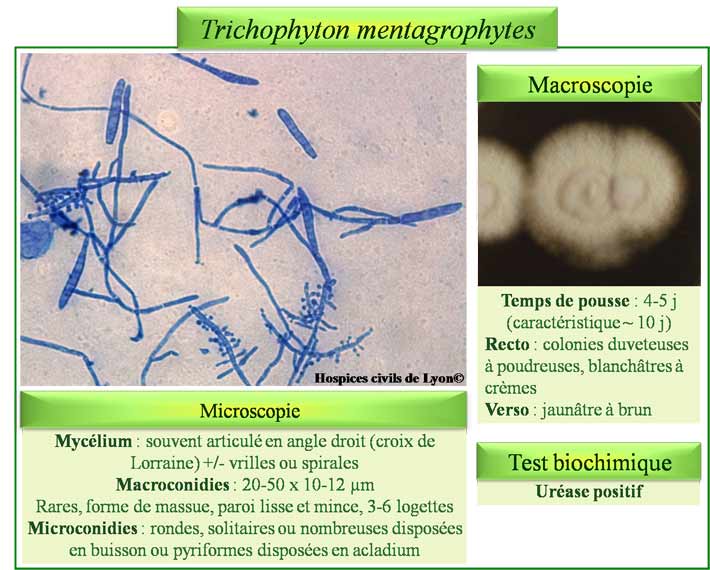 Trichophyton mentagrophytes
Hospices civils de Lyon©
Microscopie
Mycélium : souvent articulé en angle droit (croix de
Lorraine) +/- vrilles ou spirales
Macroconidies : 20-50 x 10-12 µm
Rares, forme de massue, paroi lisse et mince, 3-6 logettes
Microconidies : rondes, solitaires ou nombreuses disposées
en buisson ou pyriformes disposées en acladium
Macroscopie
Temps de pousse : 4-5 j
(caractéristique ~ 10 j)
Recto : colonies duveteuses
à poudreuses, blanchâtres à
crèmes
Verso : jaunâtre à brun
Test biochimique
Uréase positif